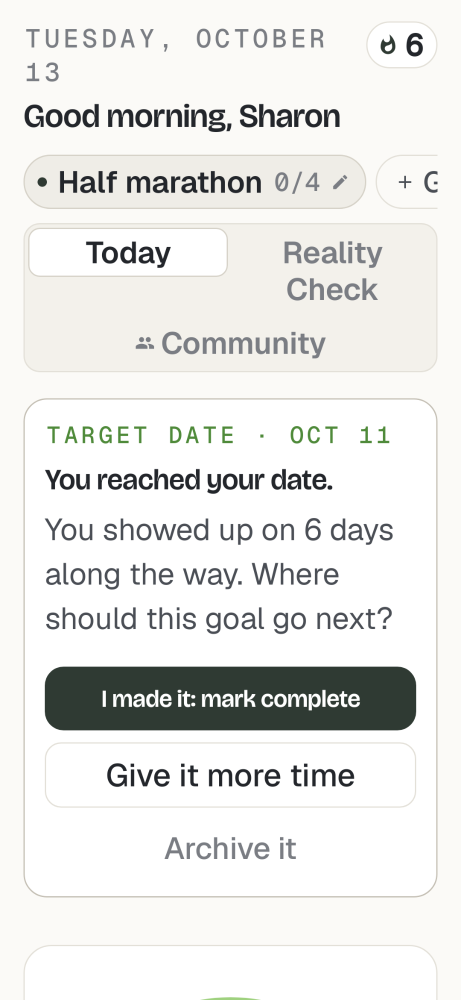 TUESDAY, OCTOBER
13
6
Good morning, Sharon
Half marathon 0/4
+
Today
Reality
Check
Community
TARGET DATE · OCT 11
You reached your date.
You showed up on 6 days
along the way. Where
should this goal go next?
I made it: mark complete
Give it more time
Archive it